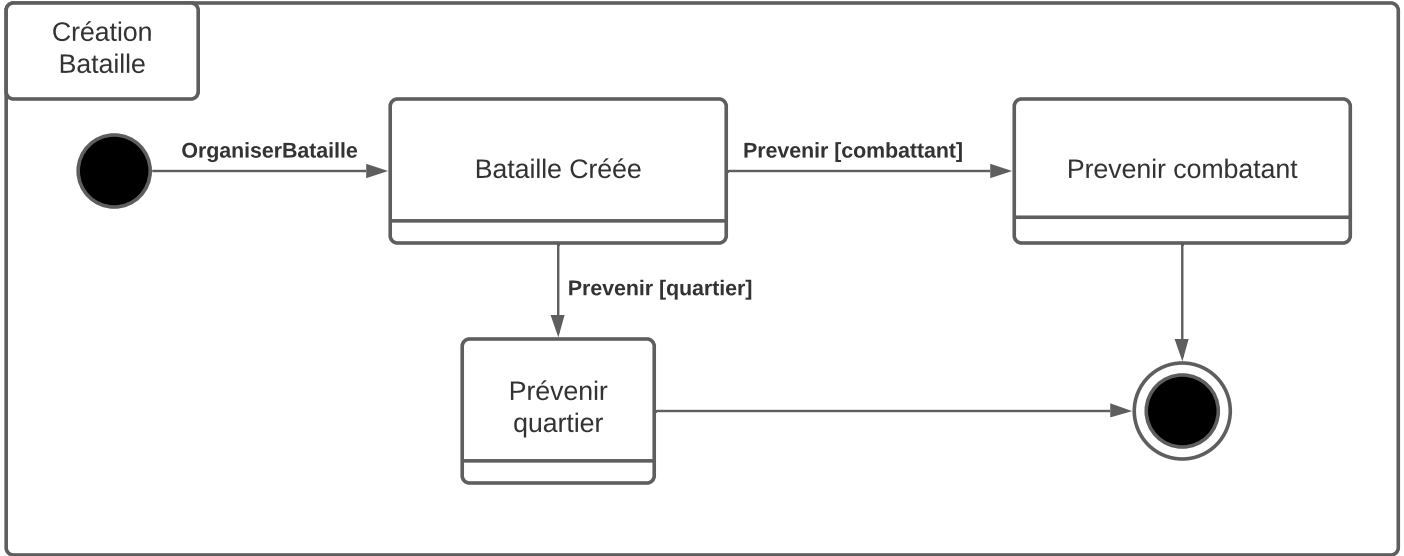 Création
Bataille
OrganiserBataille
Bataille Créée
Prevenir [combattant]
Prevenir combatant
Prevenir [quartier]
Prévenir
quartier